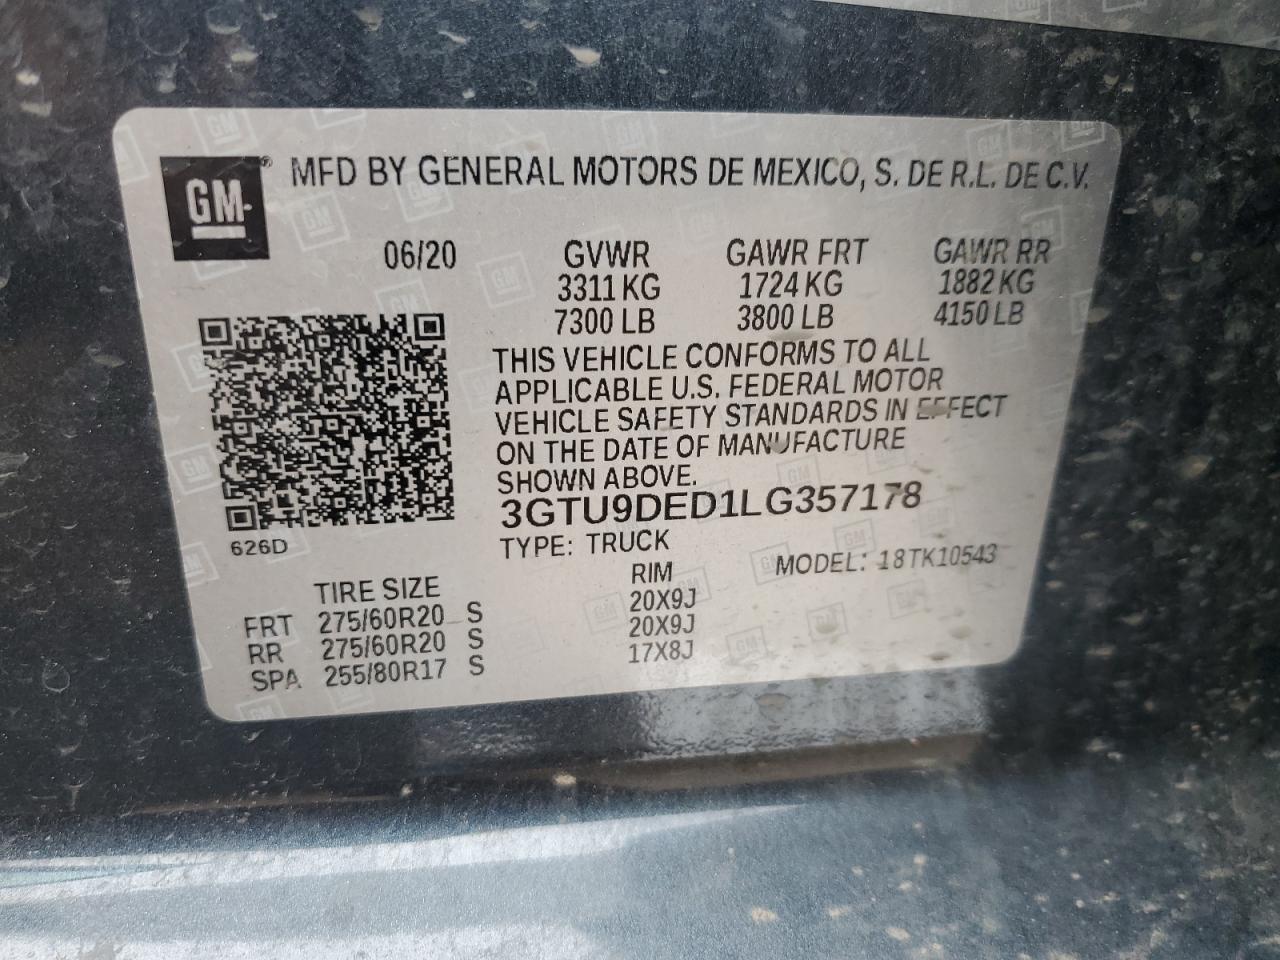 GM® MFD BY GENERAL MOTORS DE MEXICO, S. DE R.L. DE C.V.
06/20 GVWR GAWR FRT GAWR RR
3311 KG 1724 KG 1882 KG
7300 LB 3800 LB 4150 LB
THIS VEHICLE CONFORMS TO ALL
APPLICABLE U.S. FEDERAL MOTOR
VEHICLE SAFETY STANDARDS IN EFFECT
ON THE DATE OF MANUFACTURE
SHOWN ABOVE.
3GTU9DED1LG357178
626D
TYPE: TRUCK
MODEL: 18TK10543
TIRE SIZE RIM
FRT 275/60R20 S 20X9J
RR 275/60R20 S 20X9J
SPA 255/80R17 S 17X8J